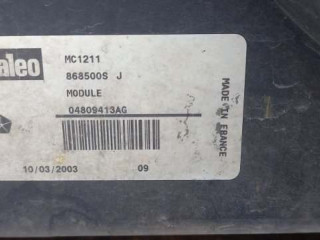 aleo
MC1211
868500S J
MODULE
04809413AG
10/03/2003 09
MADE IN FRANCE